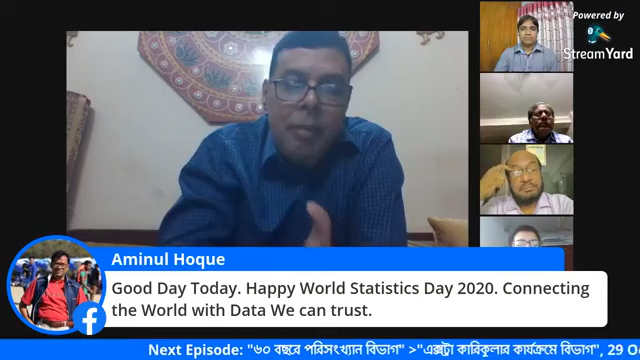 Powered by
StreamYard
Aminul Hoque
Good Day Today. Happy World Statistics Day 2020. Connecting
the World with Data We can trust.
Next Episode: "৬০ বছরে পরিসংখ্যান বিভাগ" >"এক্সট্রা কারিকুলার কার্যক্রমে বিভাগ", 29 O